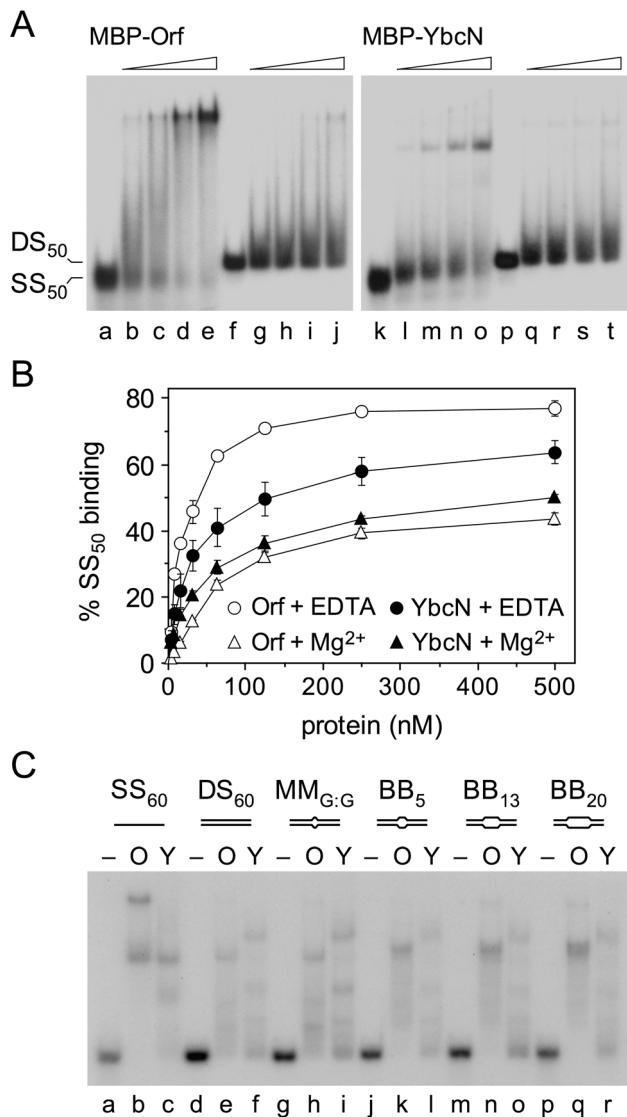 A
MBP-Orf MBP-YbcN
DS₅₀
SS₅₀
a b c d e f g h i j k l m n o p q r s t
B
80
60
40
20
0
% SS₅₀ binding
Orf + EDTA YbcN + EDTA
Orf + Mg²⁺ YbcN + Mg²⁺
0 100 200 300 400 500
protein (nM)
C
SS₆₀ DS₆₀ MM_G:G BB₅ BB₁₃ BB₂₀
– O Y – O Y – O Y – O Y – O Y – O Y
a b c d e f g h i j k l m n o p q r